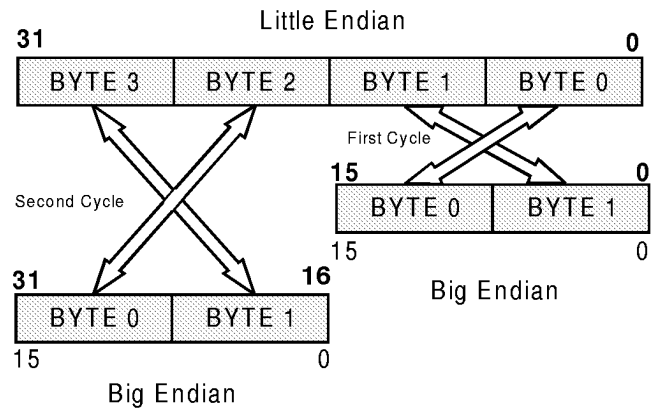 Little Endian
31 0
BYTE 3 BYTE 2 BYTE 1 BYTE 0
First Cycle
15 0
BYTE 0 BYTE 1
15 0
Big Endian
Second Cycle
31 16
BYTE 0 BYTE 1
15 0
Big Endian